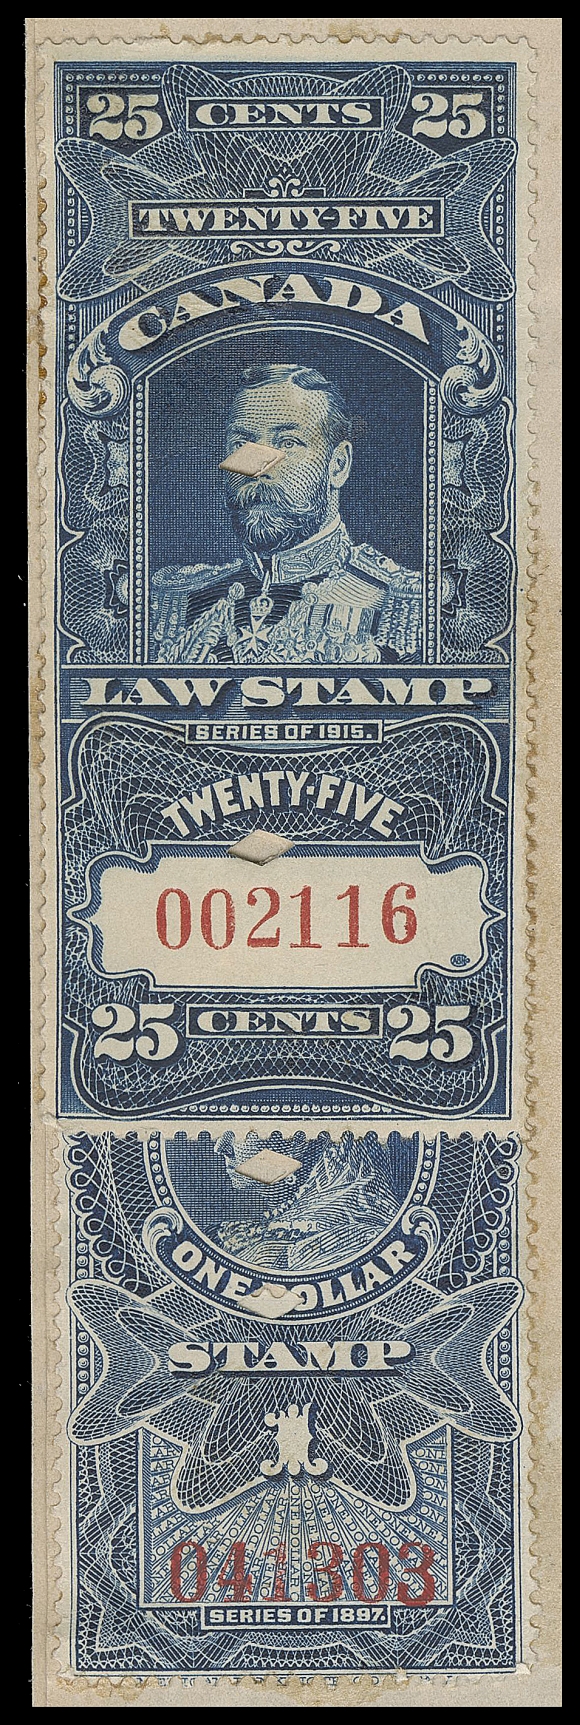 25 CENTS 25
TWENTY-FIVE
CANADA
LAW STAMP
SERIES OF 1915.
TWENTY-FIVE
002116
25 CENTS 25
ONE DOLLAR
STAMP
1
041303
SERIES OF 1897.